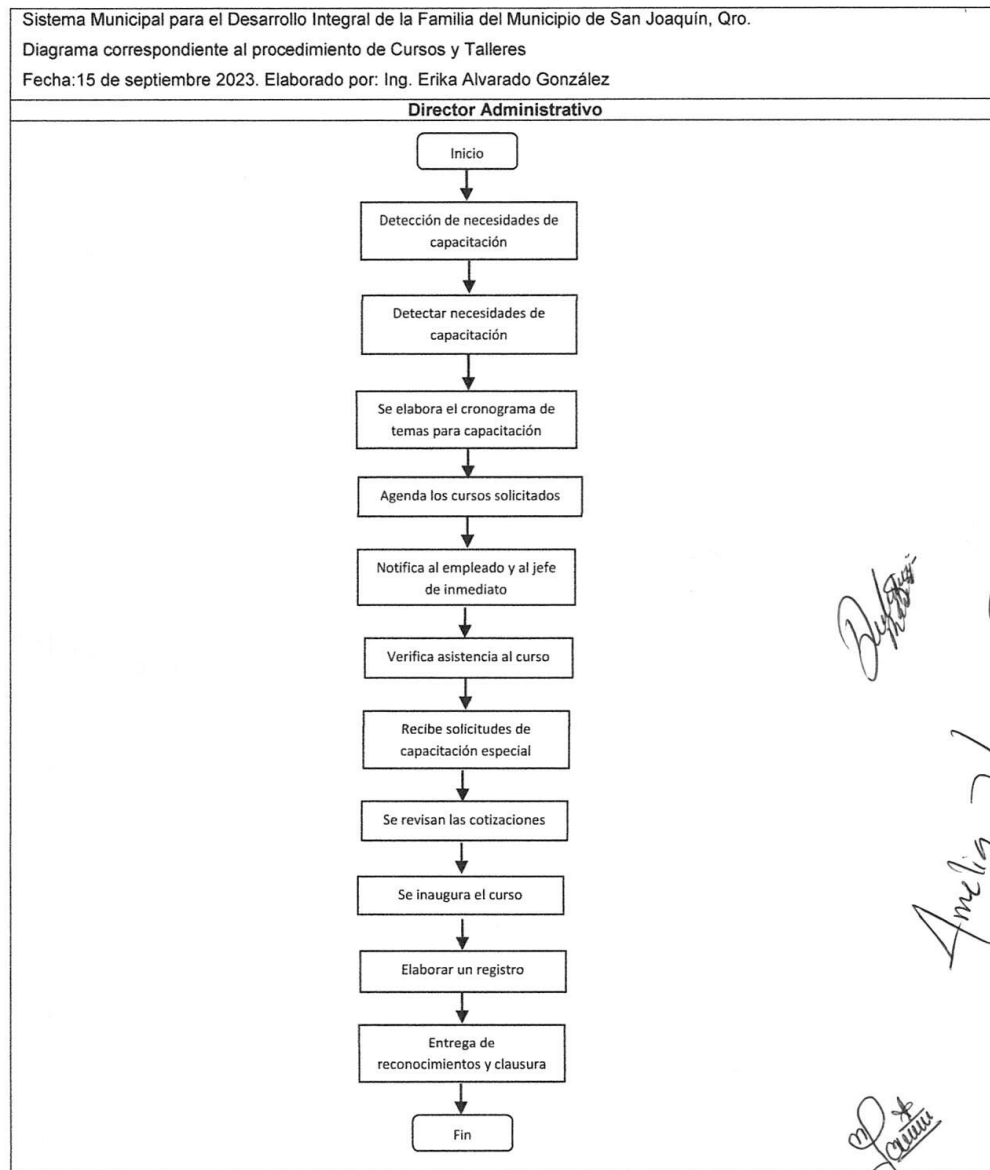 Sistema Municipal para el Desarrollo Integral de la Familia del Municipio de San Joaquín, Qro.
Diagrama correspondiente al procedimiento de Cursos y Talleres
Fecha:15 de septiembre 2023. Elaborado por: Ing. Erika Alvarado González
Director Administrativo
Inicio
Detección de necesidades de
capacitación
Detectar necesidades de
capacitación
Se elabora el cronograma de
temas para capacitación
Agenda los cursos solicitados
Notifica al empleado y al jefe
de inmediato
Verifica asistencia al curso
Recibe solicitudes de
capacitación especial
Se revisan las cotizaciones
Se inaugura el curso
Elaborar un registro
Entrega de
reconocimientos y clausura
Fin
Amelia